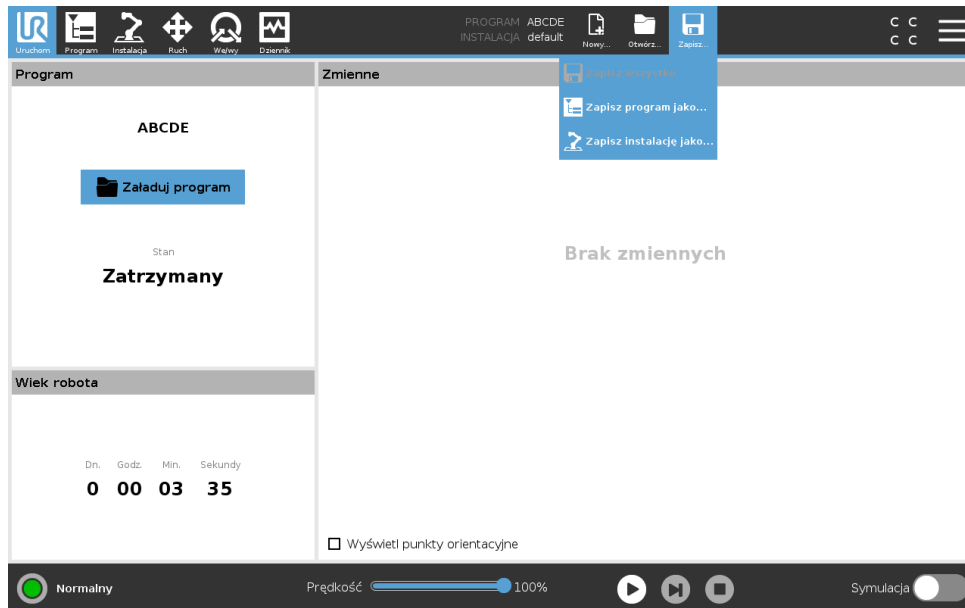 PROGRAM ABCDE
INSTALACJA default
C C
C C
Uruchom
Program
Instalacja
Ruch
We/wy
Dziennik
Nowy...
Otwórz...
Zapisz...
Zapisz wszystko
Zapisz program jako...
Zapisz instalację jako...
Program
ABCDE
Załaduj program
Stan
Zatrzymany
Zmienne
Brak zmiennych
Wiek robota
Dn. Godz. Min. Sekundy
0 00 03 35
Wyświetl punkty orientacyjne
Normalny
Prędkość 100%
Symulacja